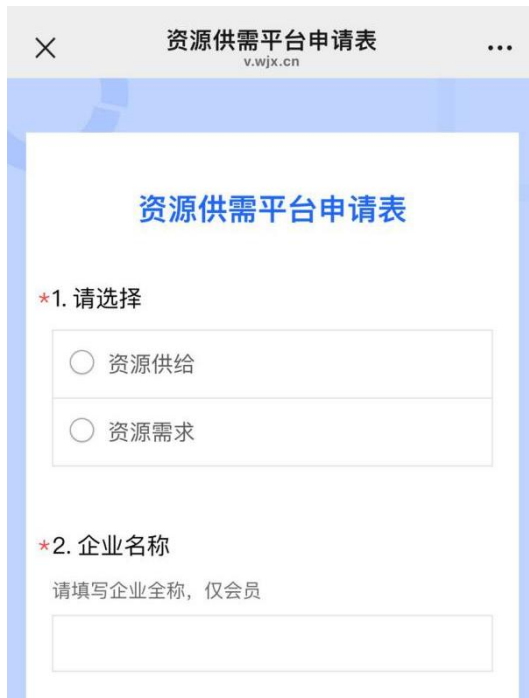 资源供需平台申请表
v.wjx.cn
资源供需平台申请表
*1. 请选择
资源供给
资源需求
*2. 企业名称
请填写企业全称，仅会员